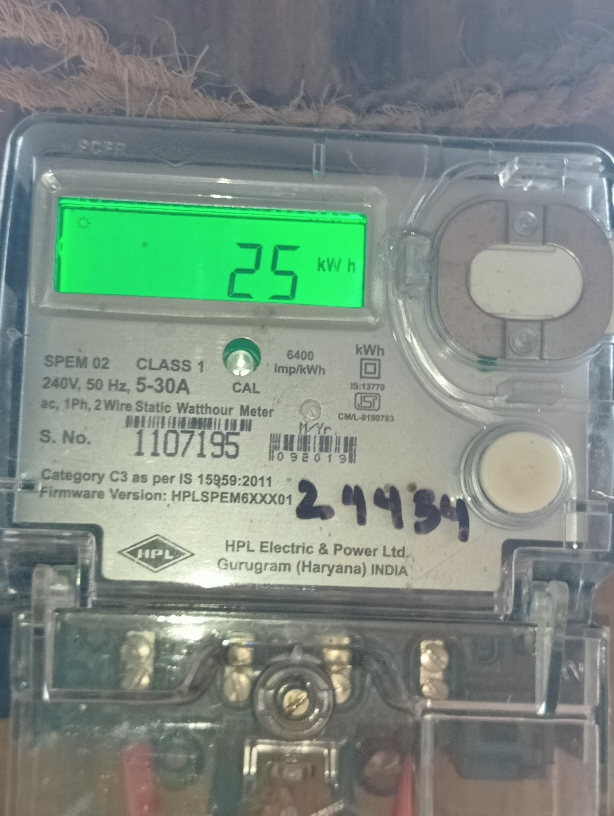 25 kWh
SPEM 02 CLASS 1
240V, 50 Hz, 5-30A
ac, 1Ph, 2 Wire Static Watthour Meter
CAL
6400
Imp/kWh
kWh
IS:13779
ISI
CM/L-9190783
S. No. 1107195
M/Yr
092019
Category C3 as per IS 15959:2011
Firmware Version: HPLSPEM6XXX01
24434
HPL
HPL Electric & Power Ltd.
Gurugram (Haryana) INDIA